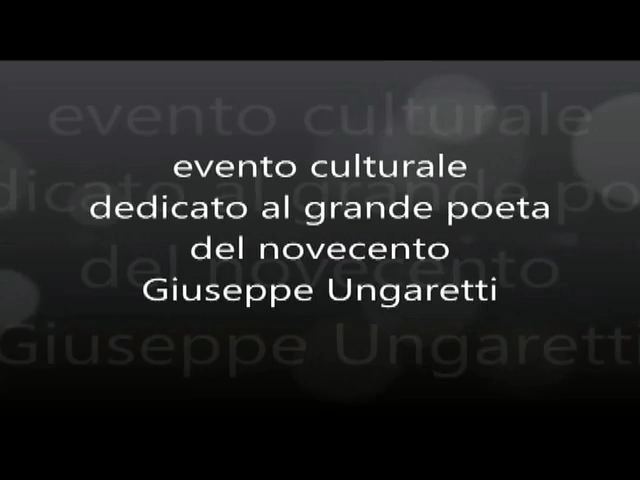 evento culturale
dedicato al grande poeta
del novecento
Giuseppe Ungaretti